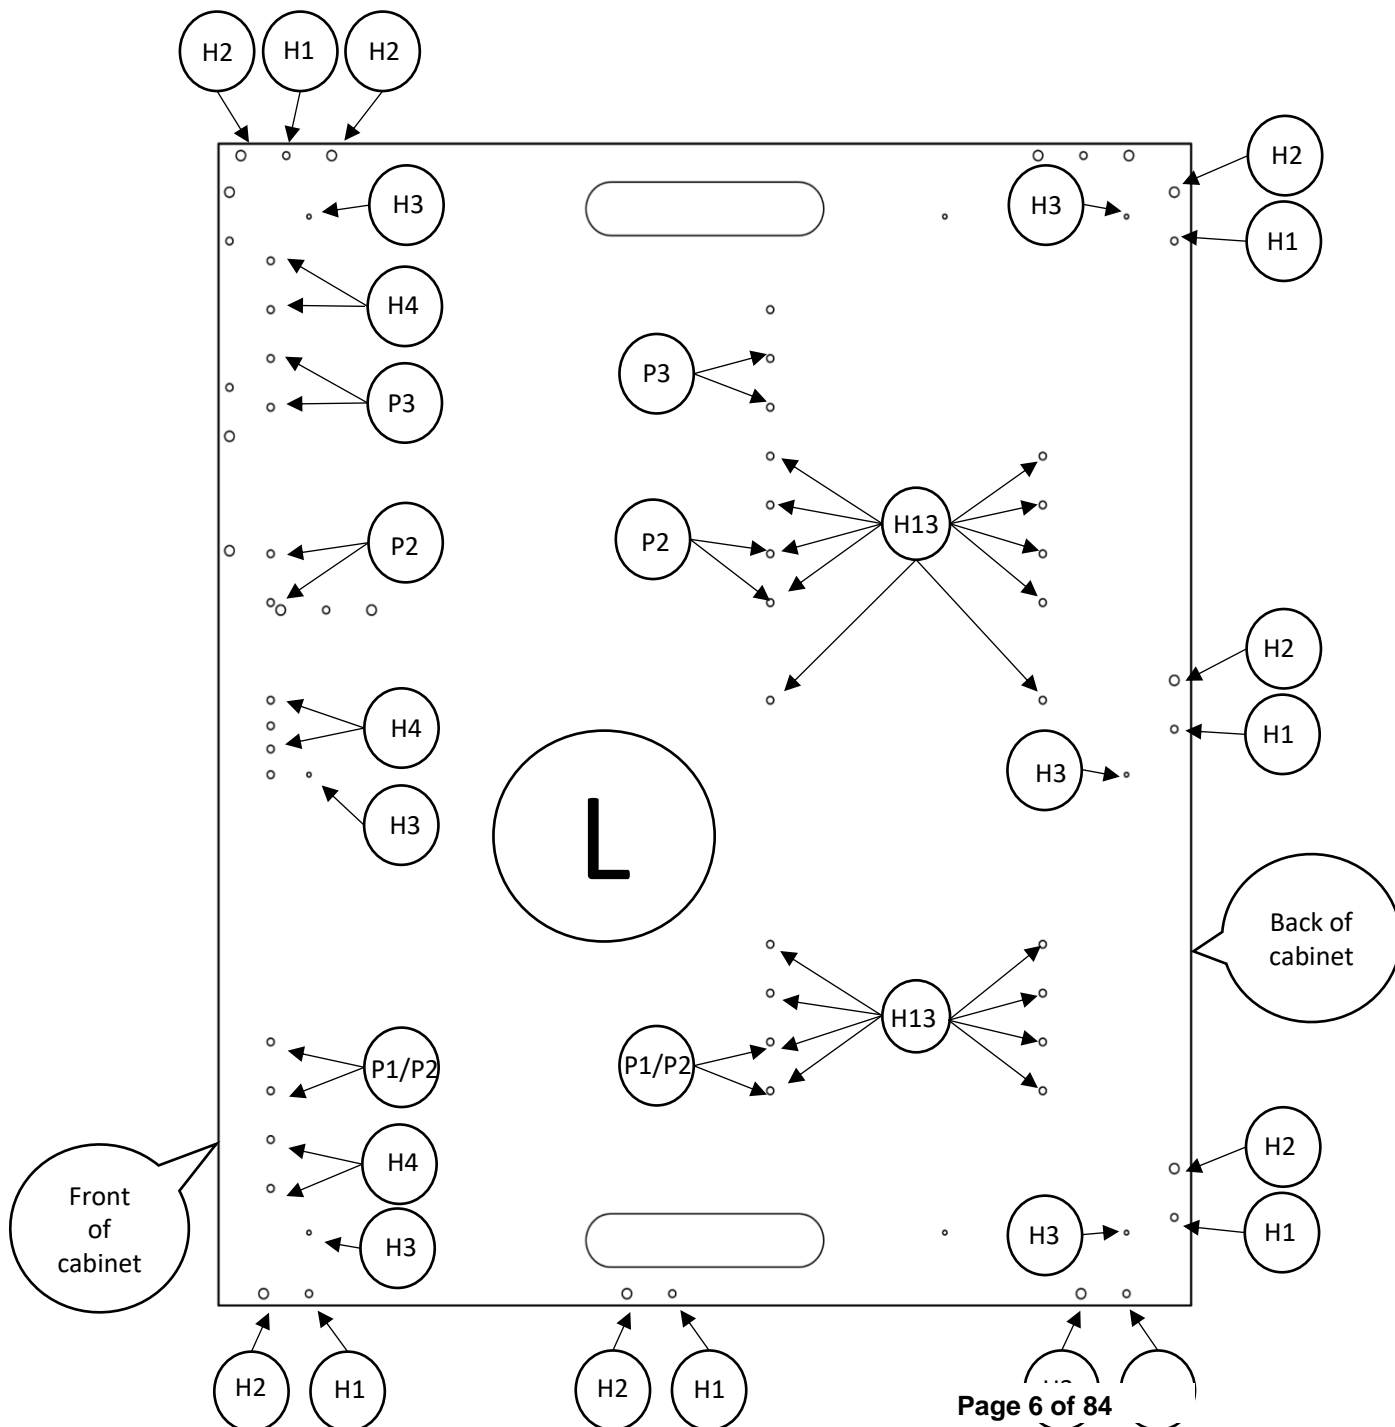 H2 H1 H2
H2
H3
H3
H1
H4
P3
P3
H13
P2
P2
H2
H4
H1
H3
H3
L
Back of
cabinet
H13
P1/P2
P1/P2
H2
H4
Front
of
cabinet
H3
H3
H1
H2 H1
H2 H1
Page 6 of 84